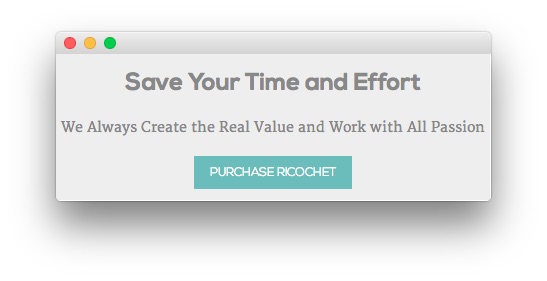 Save Your Time and Effort
We Always Create the Real Value and Work with All Passion
PURCHASE RICOCHET